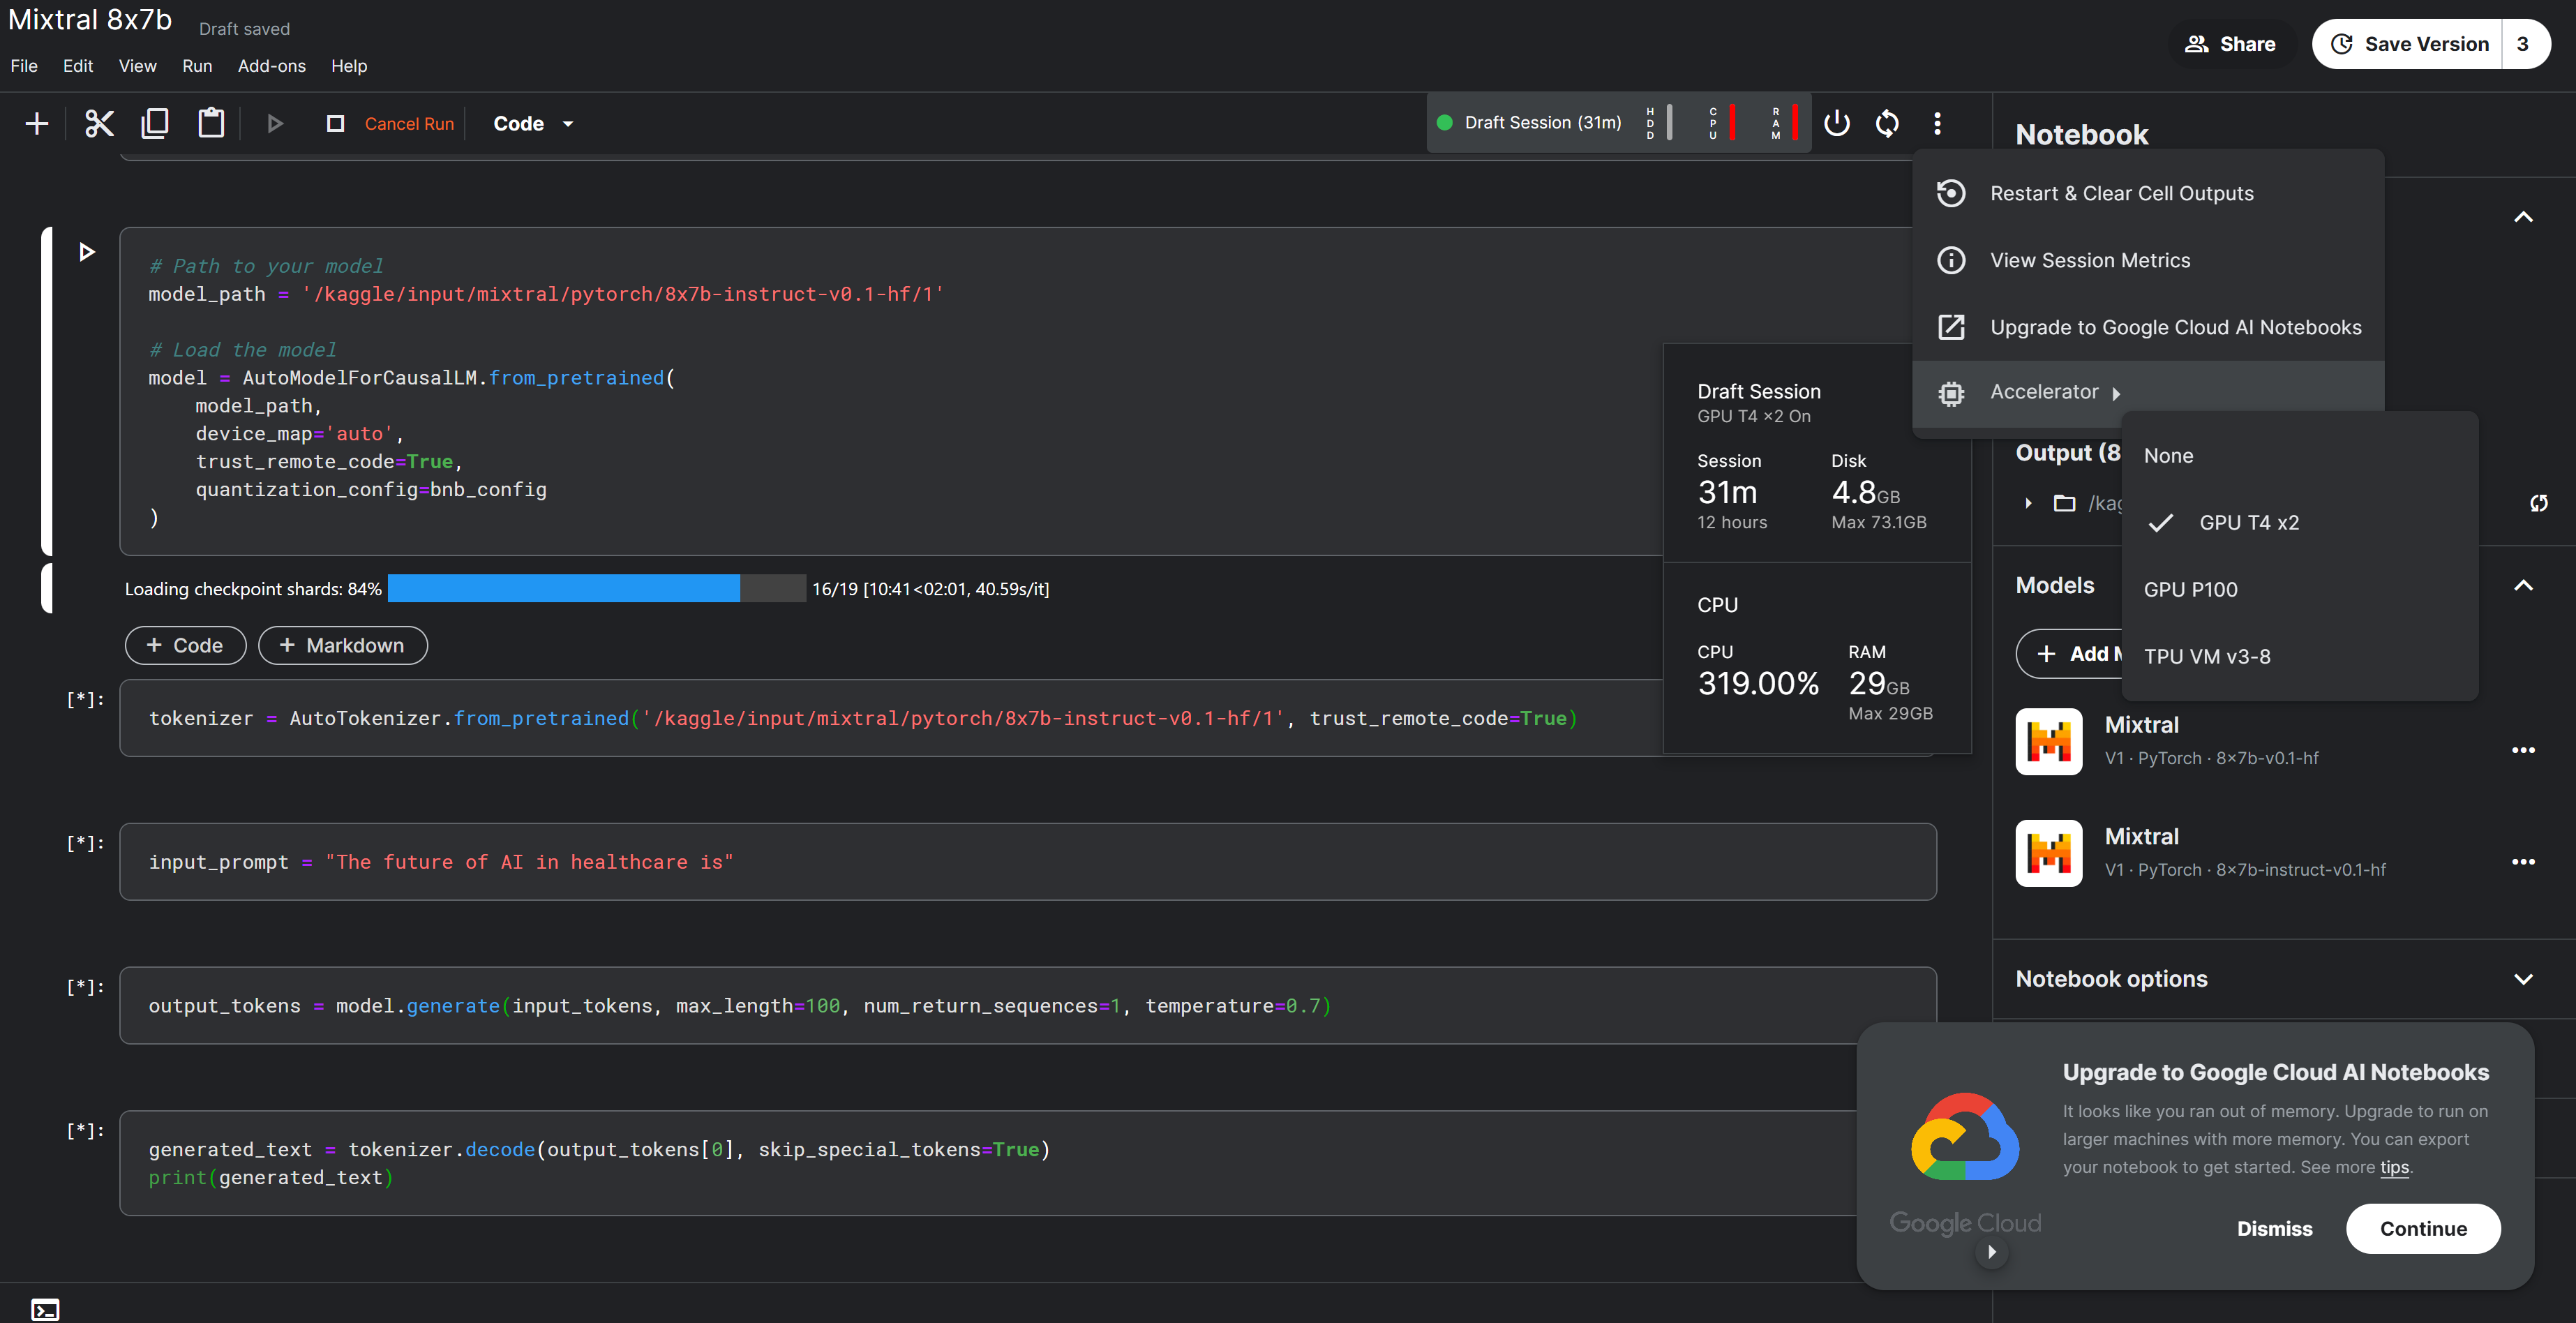 Mixtral 8x7b
Draft saved
File Edit View Run Add-ons Help
Share
Save Version 3
Cancel Run
Code
Draft Session (31m)
HDD
CPU
RAM
Notebook
# Path to your model
model_path = '/kaggle/input/mixtral/pytorch/8x7b-instruct-v0.1-hf/1'
# Load the model
model = AutoModelForCausalLM.from_pretrained(
    model_path,
    device_map='auto',
    trust_remote_code=True,
    quantization_config=bnb_config
)
Loading checkpoint shards: 84% 16/19 [10:41<02:01, 40.59s/it]
+ Code + Markdown
[*]:
tokenizer = AutoTokenizer.from_pretrained('/kaggle/input/mixtral/pytorch/8x7b-instruct-v0.1-hf/1', trust_remote_code=True)
[*]:
input_prompt = "The future of AI in healthcare is"
[*]:
output_tokens = model.generate(input_tokens, max_length=100, num_return_sequences=1, temperature=0.7)
[*]:
generated_text = tokenizer.decode(output_tokens[0], skip_special_tokens=True)
print(generated_text)
Draft Session
GPU T4 ×2 On
Session Disk
31m 4.8GB
12 hours Max 73.1GB
CPU
CPU RAM
319.00% 29GB
Max 29GB
Restart & Clear Cell Outputs
View Session Metrics
Upgrade to Google Cloud AI Notebooks
Accelerator
None
GPU T4 x2
GPU P100
TPU VM v3-8
Output (8
/kag
Models
+ Add
Mixtral
V1 · PyTorch · 8x7b-v0.1-hf
Mixtral
V1 · PyTorch · 8x7b-instruct-v0.1-hf
Notebook options
Upgrade to Google Cloud AI Notebooks
It looks like you ran out of memory. Upgrade to run on
larger machines with more memory. You can export
your notebook to get started. See more tips.
Google Cloud
Dismiss
Continue